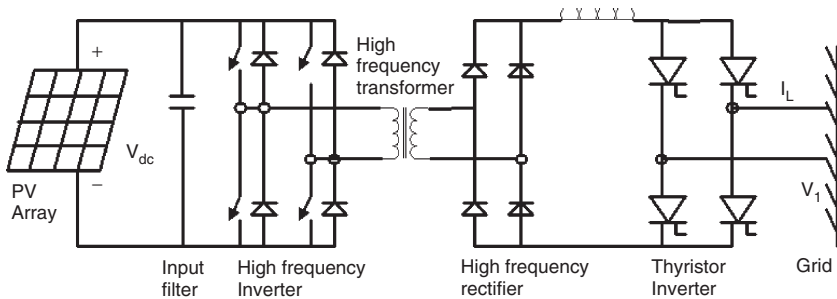 High
frequency
transformer
+
−
V_dc
I_L
V_1
PV
Array
Input
filter
High frequency
Inverter
High frequency
rectifier
Thyristor
Inverter
Grid